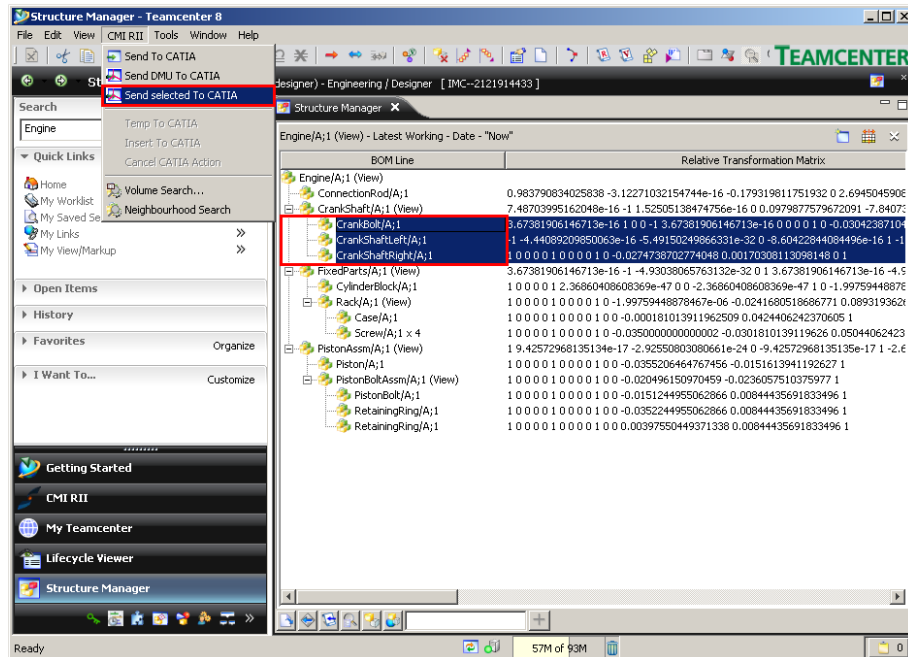 Structure Manager - Teamcenter 8
File Edit View CMI RII Tools Window Help
Send To CATIA
Send DMU To CATIA
Send selected To CATIA
Temp To CATIA
Insert To CATIA
Cancel CATIA Action
Volume Search...
Neighbourhood Search
TEAMCENTER
St
designer) - Engineering / Designer [ IMC--2121914433 ]
Search
Engine
Quick Links
Home
My Worklist
My Saved Se
My Links
My View/Markup
Open Items
History
Favorites Organize
I Want To... Customize
Getting Started
CMI RII
My Teamcenter
Lifecycle Viewer
Structure Manager
Structure Manager
Engine/A;1 (View) - Latest Working - Date - "Now"
BOM Line Relative Transformation Matrix
Engine/A;1 (View)
ConnectionRod/A;1 0.983790834025838 -3.12271032154744e-16 -0.179319811751932 0 2.6945045908
CrankShaft/A;1 (View) 7.48703995162048e-16 -1 1.52505138474756e-16 0 0.0979877579672091 -7.84073
CrankBolt/A;1 3.67381906146713e-16 1 0 0 -1 3.67381906146713e-16 0 0 0 0 1 0 -0.03042387104
CrankShaftLeft/A;1 -1 -4.44089209850063e-16 -5.49150249866331e-32 0 -8.60422844084496e-16 1 -1
CrankShaftRight/A;1 1 0 0 0 0 1 0 0 0 0 1 0 -0.0274738702774048 0.00170308113098148 0 1
FixedParts/A;1 (View) 3.67381906146713e-16 -1 -4.93038065763132e-32 0 1 3.67381906146713e-16 -4.9
CylinderBlock/A;1 1 0 0 0 0 1 2.36860408608369e-47 0 0 -2.36860408608369e-47 1 0 -1.99759448878
Rack/A;1 (View) 1 0 0 0 0 1 0 0 0 0 1 0 -1.99759448878467e-06 -0.0241680518686771 0.089319362
Case/A;1 1 0 0 0 0 1 0 0 0 0 1 0 -0.000181013911962509 0.0424406242370605 1
Screw/A;1 x 4 1 0 0 0 0 1 0 0 0 0 1 0 -0.0350000000000002 -0.0301810139119626 0.05044062423
PistonAssm/A;1 (View) 1 9.42572968135134e-17 -2.92550803080661e-24 0 -9.42572968135135e-17 1 -2.6
Piston/A;1 1 0 0 0 0 1 0 0 0 0 1 0 0 -0.0355206464767456 -0.0151613941192627 1
PistonBoltAssm/A;1 (View) 1 0 0 0 0 1 0 0 0 0 1 0 0 -0.020496150970459 -0.0236057510375977 1
PistonBolt/A;1 1 0 0 0 0 1 0 0 0 0 1 0 0 -0.0151244955062866 0.00844435691833496 1
RetainingRing/A;1 1 0 0 0 0 1 0 0 0 0 1 0 0 -0.0352244955062866 0.00844435691833496 1
RetainingRing/A;1 1 0 0 0 0 1 0 0 0 0 1 0 0 0.00397550449371338 0.00844435691833496 1
Ready
57M of 93M
0